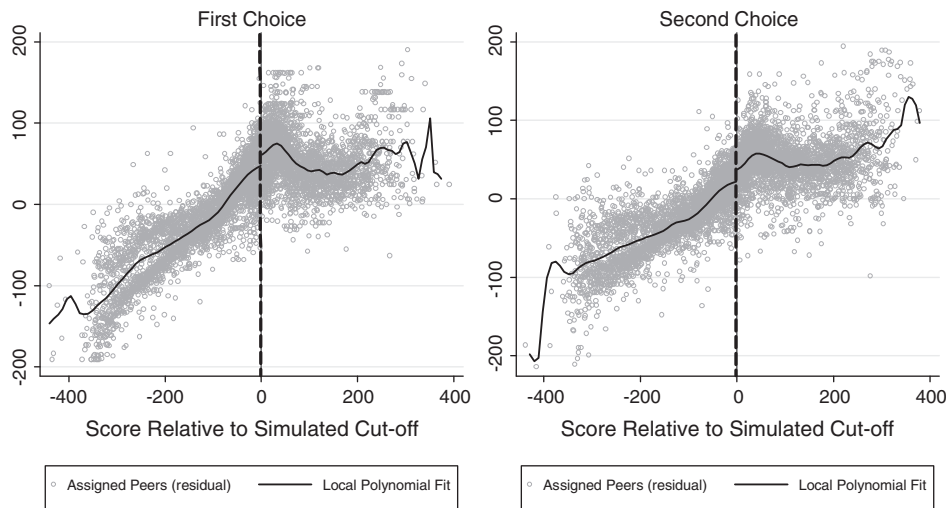 First Choice
200
100
0
-100
-200
-400 -200 0 200 400
Score Relative to Simulated Cut-off
Assigned Peers (residual) Local Polynomial Fit
Second Choice
200
100
0
-100
-200
-400 -200 0 200 400
Score Relative to Simulated Cut-off
Assigned Peers (residual) Local Polynomial Fit